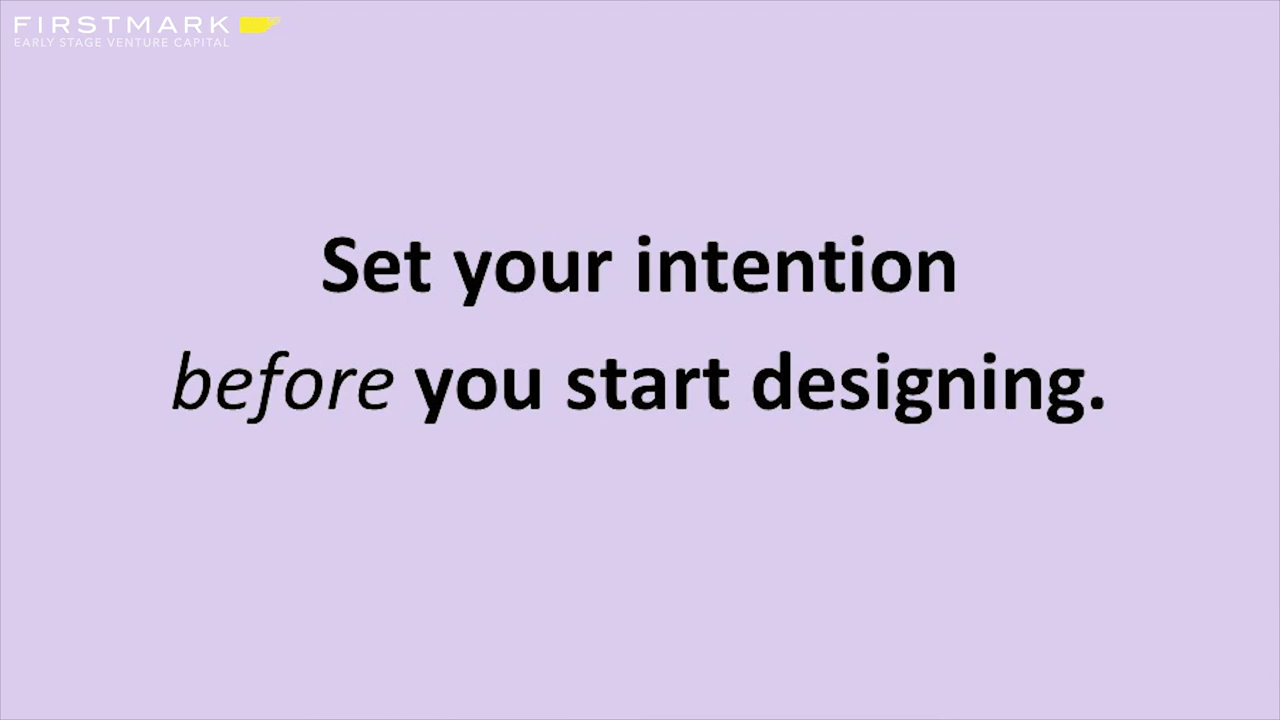 FIRSTMARK
EARLY STAGE VENTURE CAPITAL
Set your intention
before you start designing.